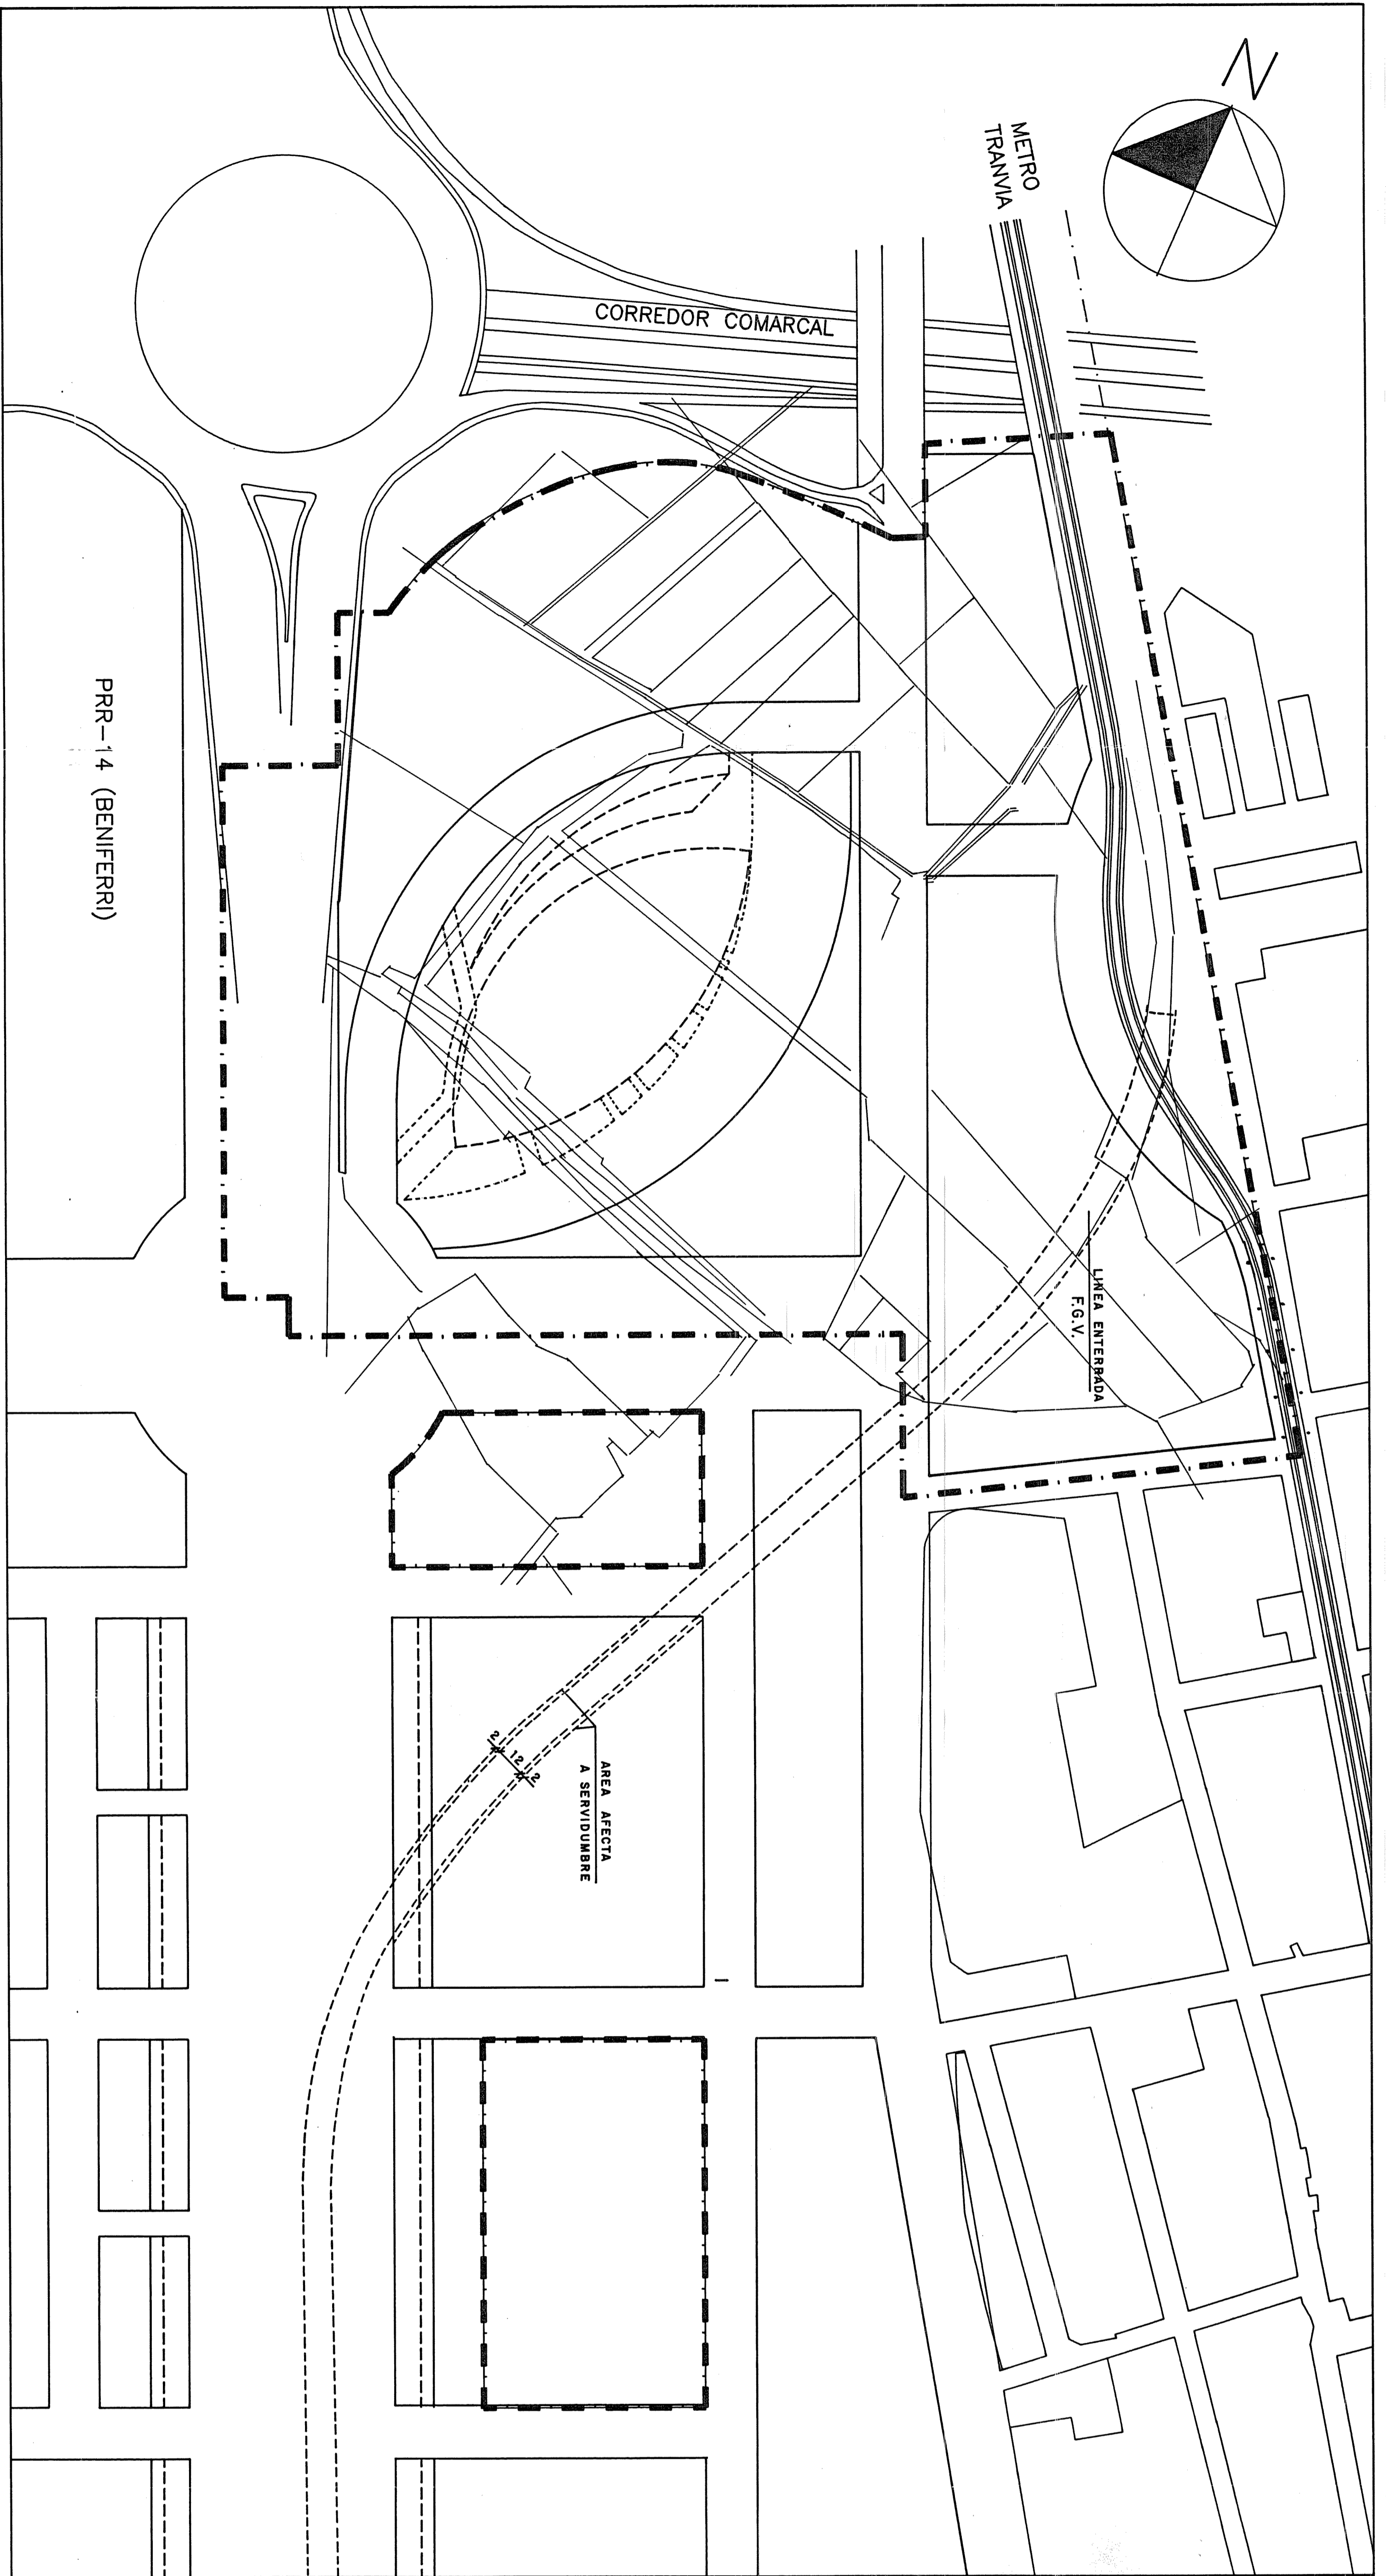 N
METRO
TRANVIA
CORREDOR COMARCAL
PRR-14 (BENIFERRI)
LINEA ENTERRADA
F.G.V.
AREA AFECTA
A SERVIDUMBRE
2 12 2